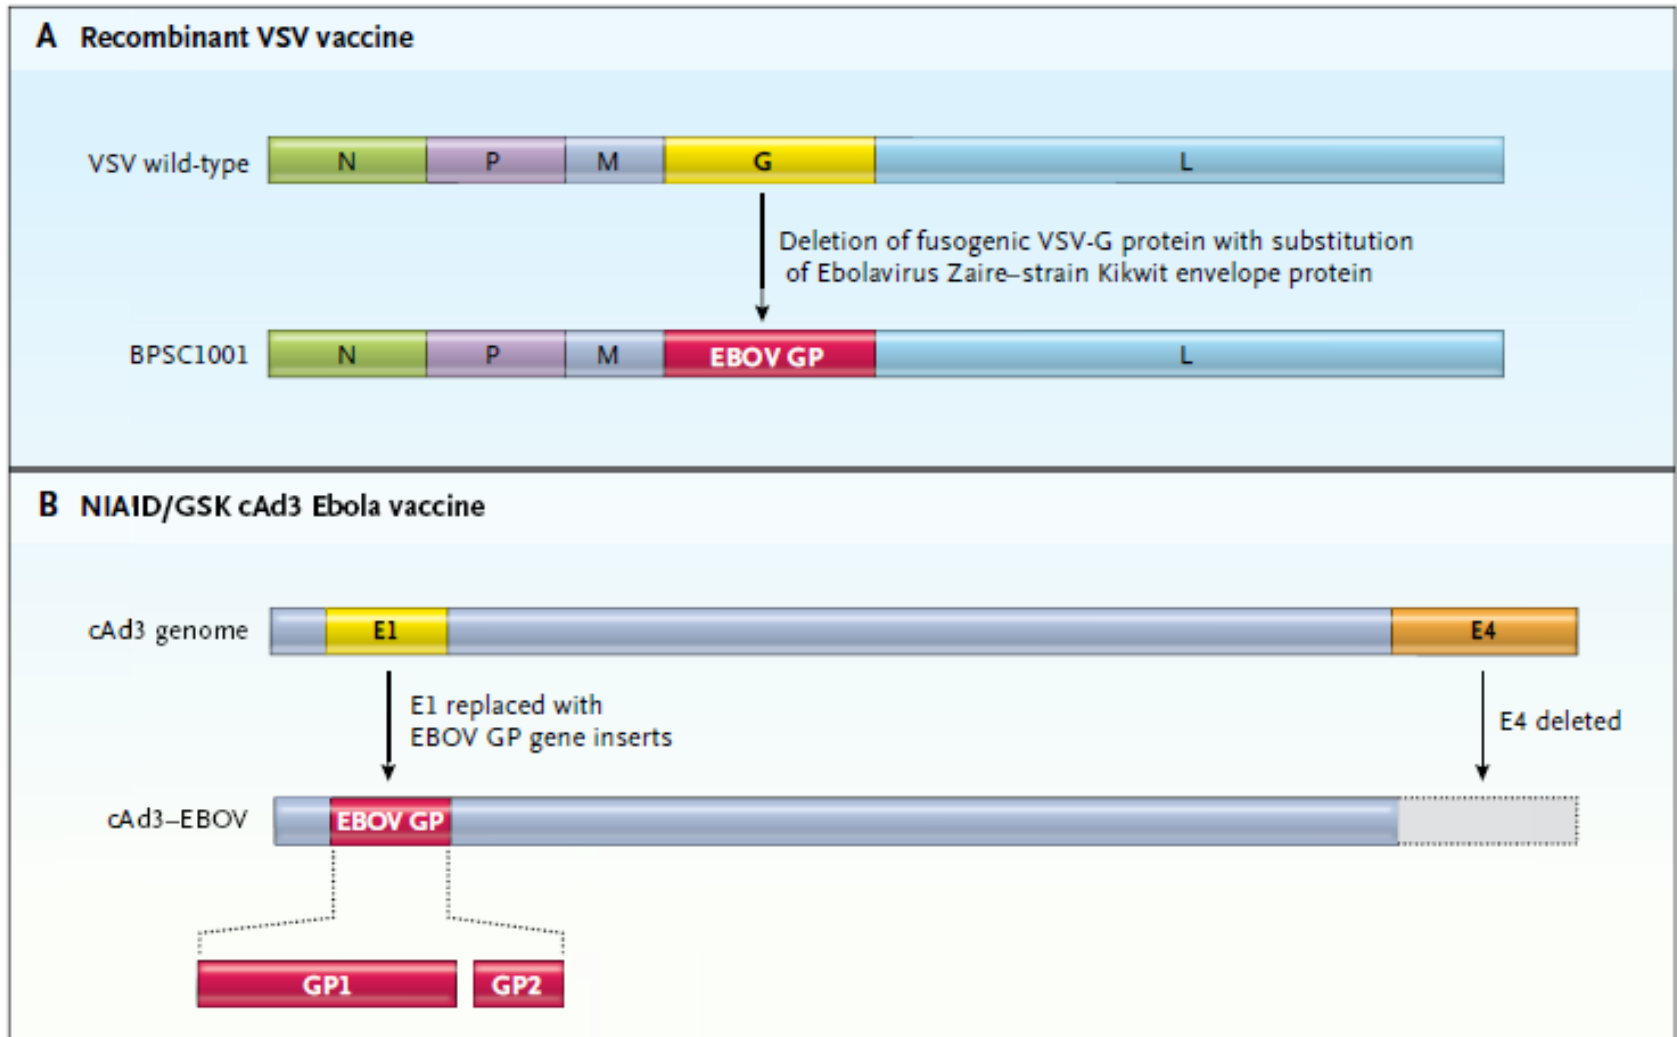 A Recombinant VSV vaccine
VSV wild-type
N
P
M
G
L
Deletion of fusogenic VSV-G protein with substitution
of Ebolavirus Zaire–strain Kikwit envelope protein
BPSC1001
N
P
M
EBOV GP
L
B NIAID/GSK cAd3 Ebola vaccine
cAd3 genome
E1
E4
E1 replaced with
EBOV GP gene inserts
E4 deleted
cAd3–EBOV
EBOV GP
GP1
GP2